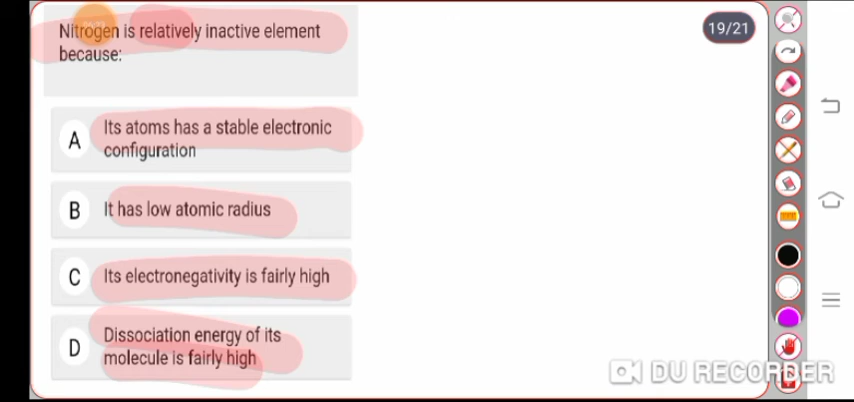 Nitrogen is relatively inactive element
because:
19/21
A
Its atoms has a stable electronic
configuration
B
It has low atomic radius
C
Its electronegativity is fairly high
D
Dissociation energy of its
molecule is fairly high
DU RECORDER